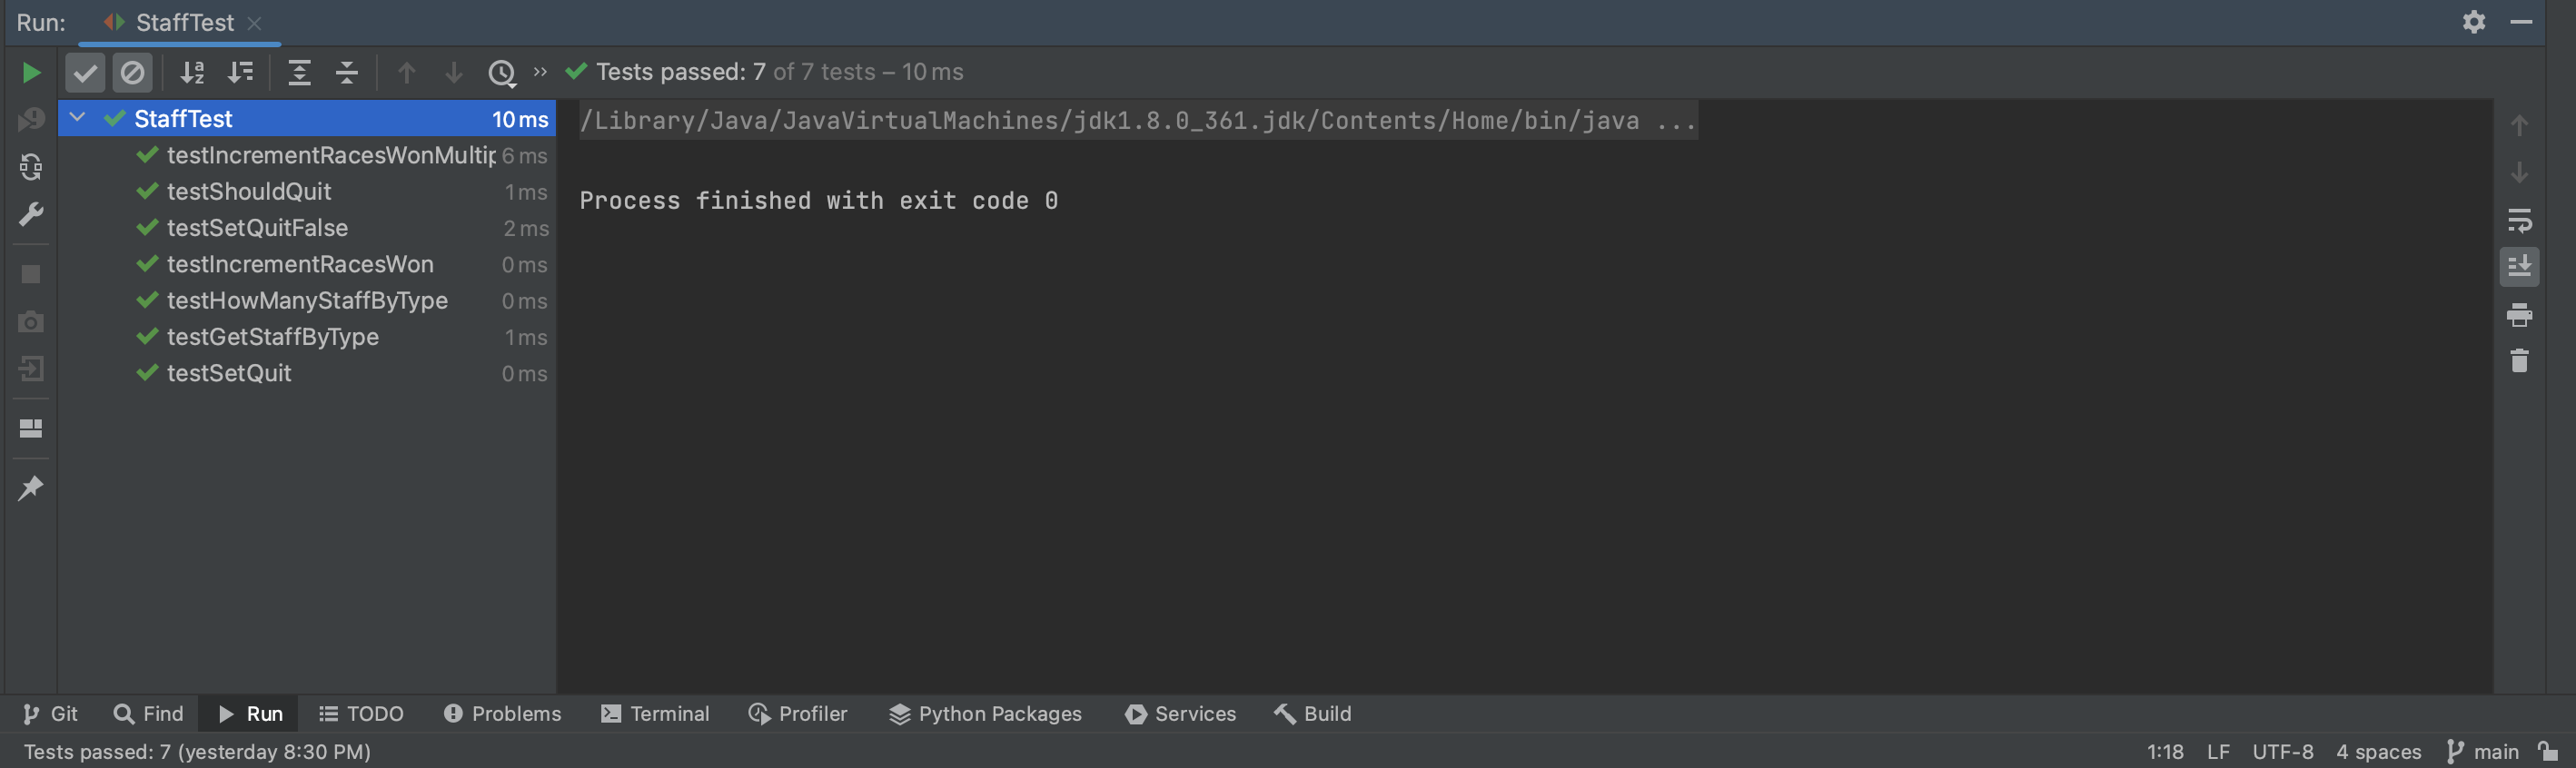 Run: StaffTest
Tests passed: 7 of 7 tests – 10 ms
StaffTest 10 ms
testIncrementRacesWonMultip 6 ms
testShouldQuit 1 ms
testSetQuitFalse 2 ms
testIncrementRacesWon 0 ms
testHowManyStaffByType 0 ms
testGetStaffByType 1 ms
testSetQuit 0 ms
/Library/Java/JavaVirtualMachines/jdk1.8.0_361.jdk/Contents/Home/bin/java ...
Process finished with exit code 0
Git Find Run TODO Problems Terminal Profiler Python Packages Services Build
Tests passed: 7 (yesterday 8:30 PM) 1:18 LF UTF-8 4 spaces main